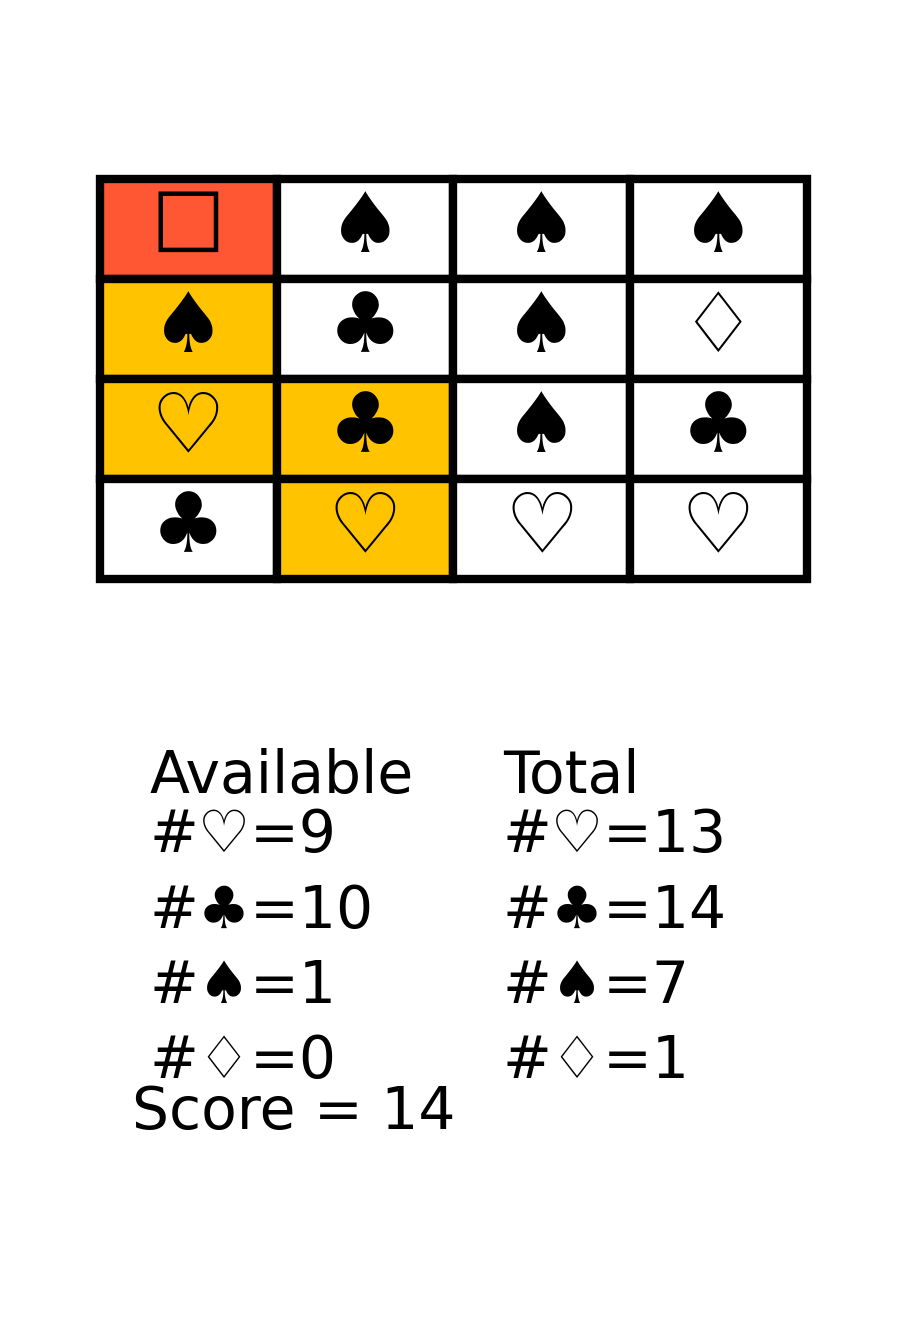 □ ♠ ♠ ♠
♠ ♣ ♠ ♢
♡ ♣ ♠ ♣
♣ ♡ ♡ ♡
Available Total
#♡=9 #♡=13
#♣=10 #♣=14
#♠=1 #♠=7
#♢=0 #♢=1
Score = 14